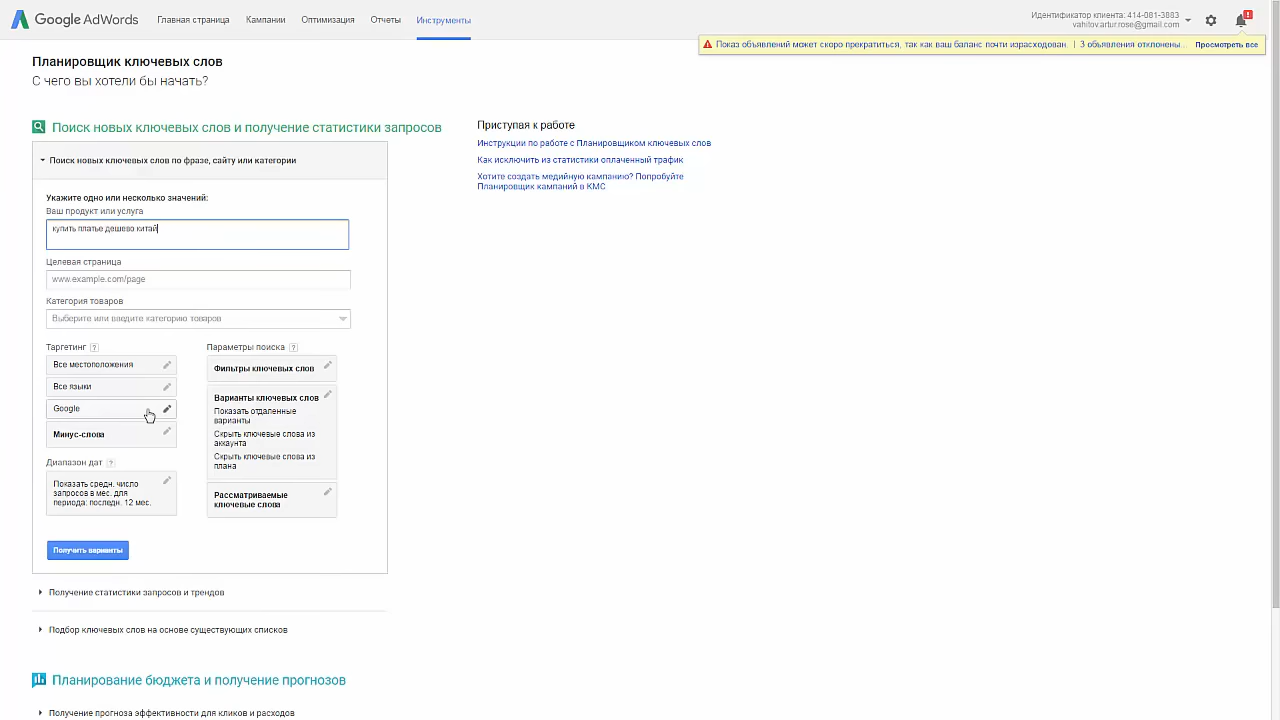 Google AdWords
Главная страница Кампании Оптимизация Отчеты Инструменты
Идентификатор клиента: 414-081-3883
vahitov.artur.rose@gmail.com
!
Показ объявлений может скоро прекратиться, так как ваш баланс почти израсходован. | 3 объявления отклонены... Просмотреть все
Планировщик ключевых слов
С чего вы хотели бы начать?
Поиск новых ключевых слов и получение статистики запросов
Поиск новых ключевых слов по фразе, сайту или категории
Укажите одно или несколько значений:
Ваш продукт или услуга
купить платье дешево китай
Целевая страница
www.example.com/page
Категория товаров
Выберите или введите категорию товаров
Таргетинг ?
Все местоположения
Все языки
Google
Минус-слова
Диапазон дат ?
Показать средн. число
запросов в мес. для
периода: последн. 12 мес.
Параметры поиска ?
Фильтры ключевых слов
Варианты ключевых слов
Показать отдаленные
варианты
Скрыть ключевые слова из
аккаунта
Скрыть ключевые слова из
плана
Рассматриваемые
ключевые слова
Получить варианты
Получение статистики запросов и трендов
Подбор ключевых слов на основе существующих списков
Планирование бюджета и получение прогнозов
Получение прогноза эффективности для кликов и расходов
Приступая к работе
Инструкции по работе с Планировщиком ключевых слов
Как исключить из статистики оплаченный трафик
Хотите создать медийную кампанию? Попробуйте
Планировщик кампаний в КМС